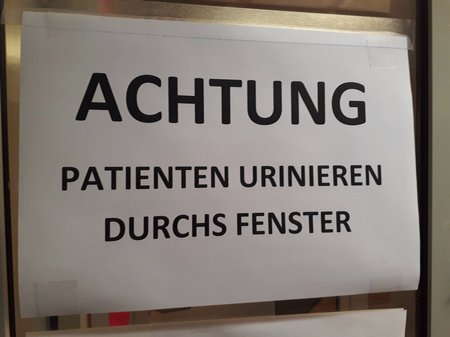 ACHTUNG
PATIENTEN URINIEREN
DURCHS FENSTER